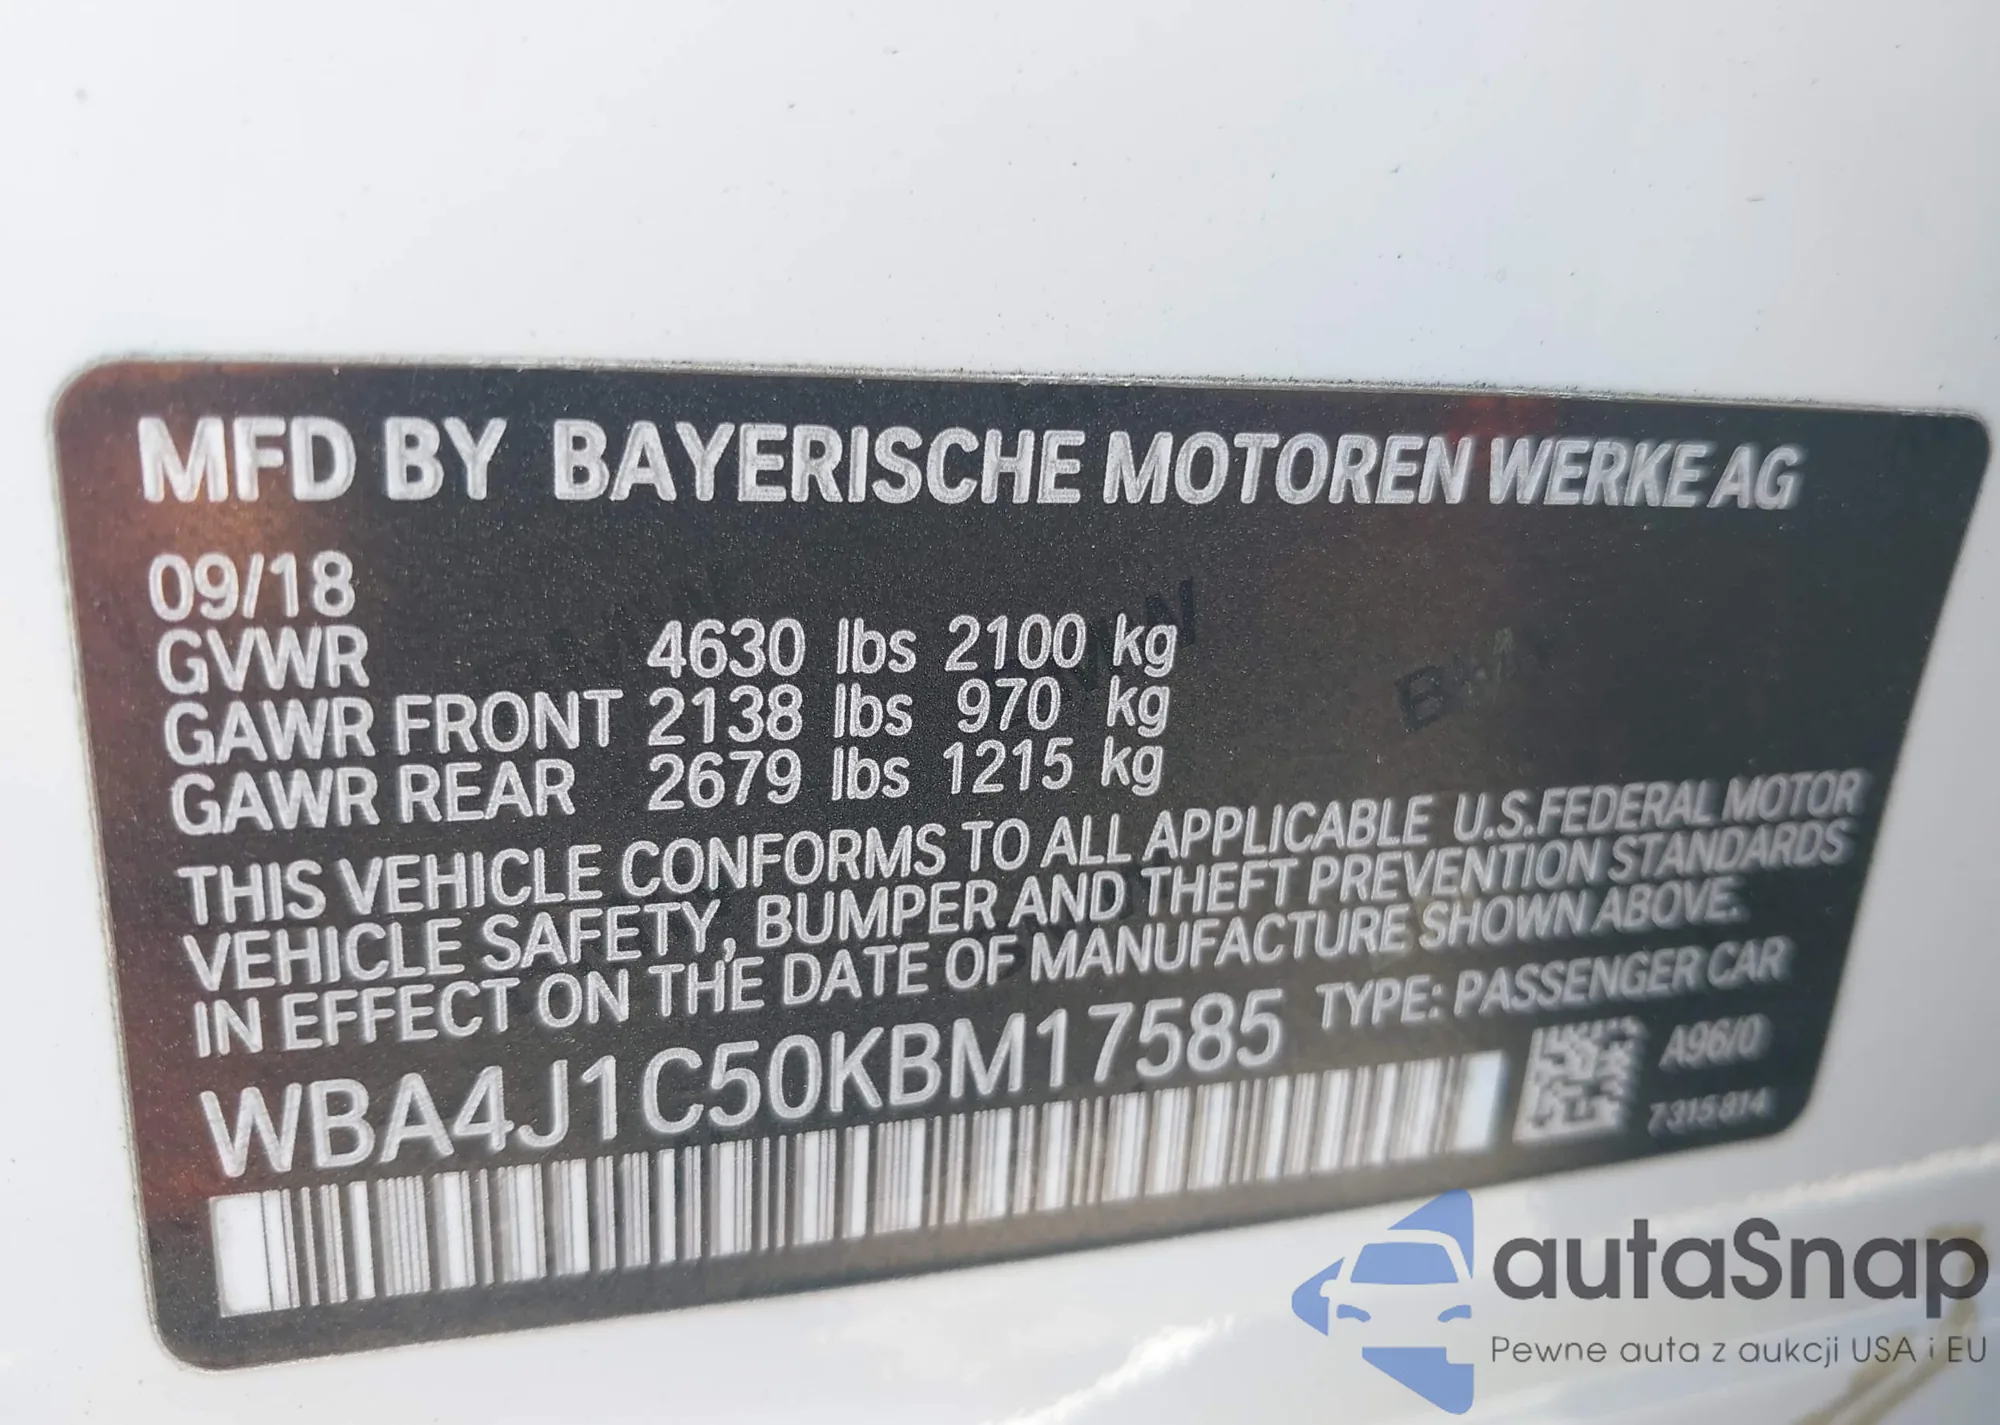 MFD BY BAYERISCHE MOTOREN WERKE AG
09/18
GVWR 4630 lbs 2100 kg
GAWR FRONT 2138 lbs 970 kg
GAWR REAR 2679 lbs 1215 kg
THIS VEHICLE CONFORMS TO ALL APPLICABLE U.S.FEDERAL MOTOR
VEHICLE SAFETY, BUMPER AND THEFT PREVENTION STANDARDS
IN EFFECT ON THE DATE OF MANUFACTURE SHOWN ABOVE.
WBA4J1C50KBM17585 TYPE: PASSENGER CAR
A96/0
7315814
autaSnap
Pewne auta z aukcji USA i EU